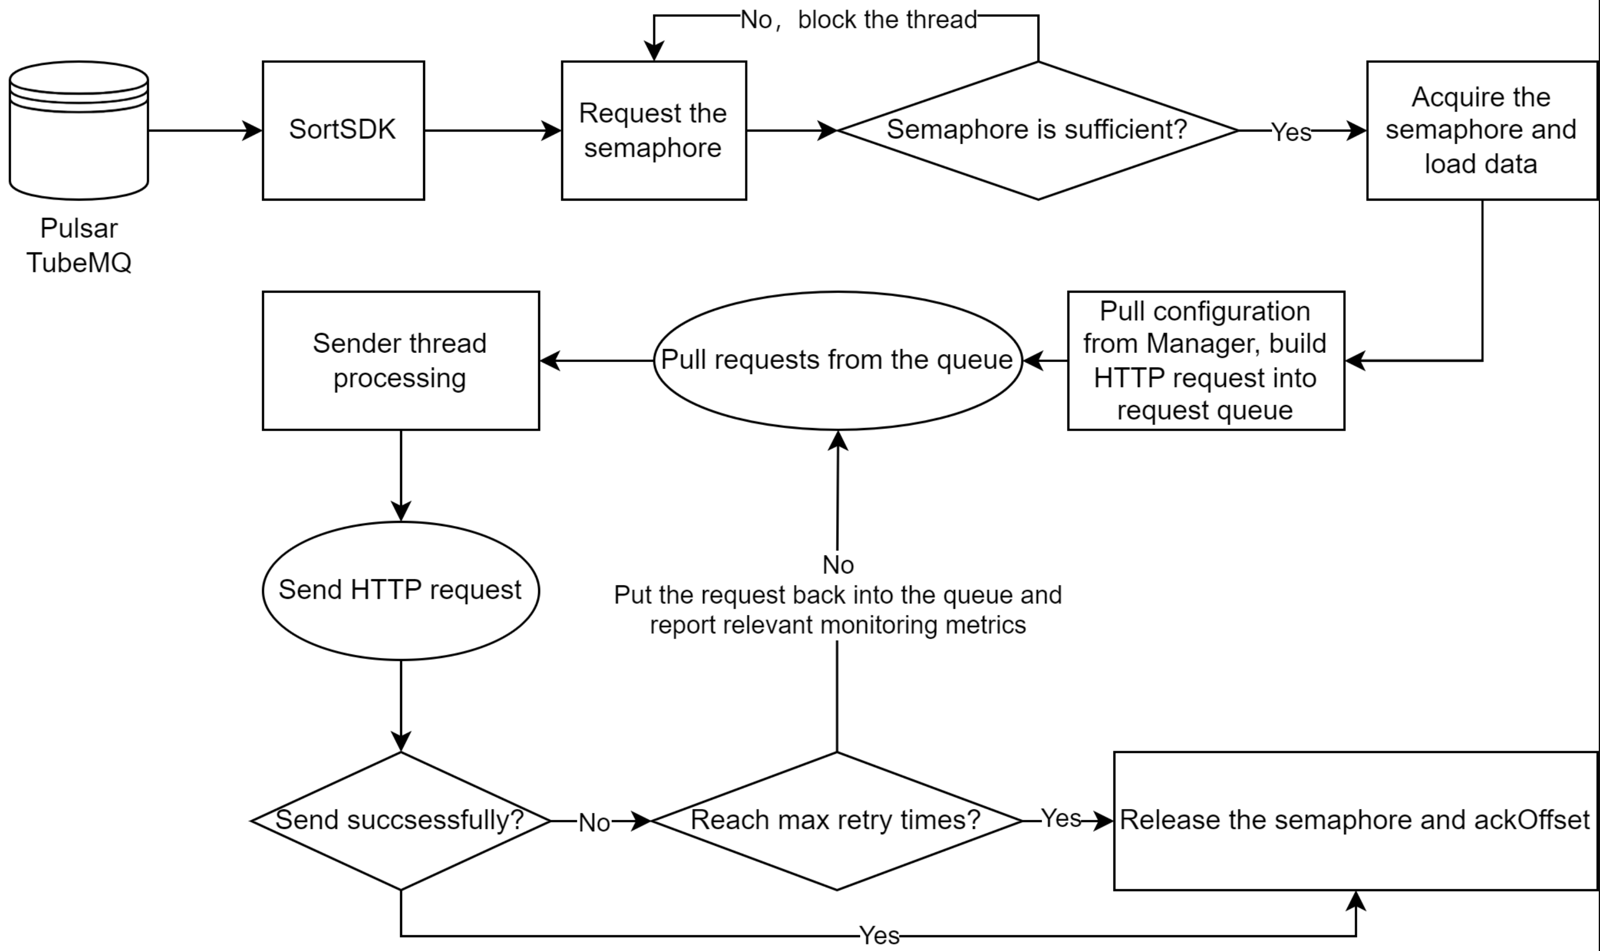 No，block the thread
Pulsar
TubeMQ
SortSDK
Request the
semaphore
Semaphore is sufficient?
Yes
Acquire the
semaphore and
load data
Pull configuration
from Manager, build
HTTP request into
request queue
Pull requests from the queue
Sender thread
processing
Send HTTP request
No
Put the request back into the queue and
report relevant monitoring metrics
Send succsessfully?
No
Reach max retry times?
Yes
Release the semaphore and ackOffset
Yes